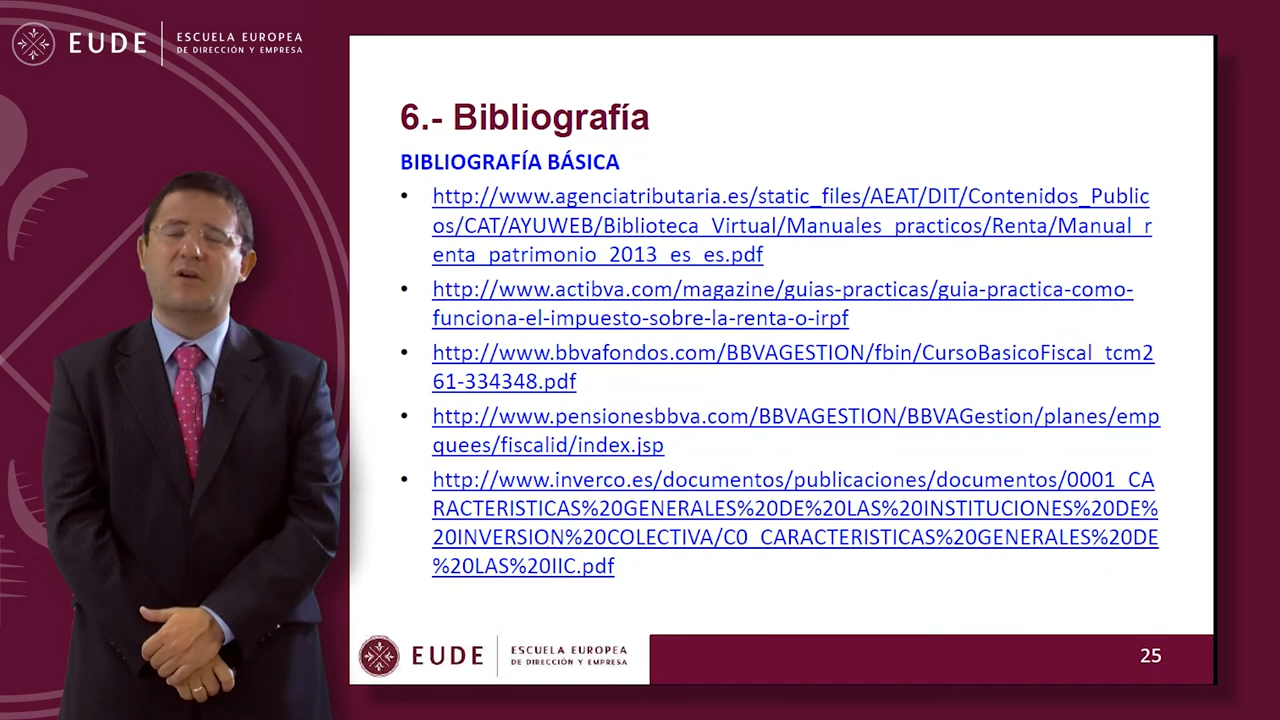 EUDE
ESCUELA EUROPEA
DE DIRECCIÓN Y EMPRESA
6.- Bibliografía
BIBLIOGRAFÍA BÁSICA
• http://www.agenciatributaria.es/static_files/AEAT/DIT/Contenidos_Public
os/CAT/AYUWEB/Biblioteca_Virtual/Manuales_practicos/Renta/Manual_r
enta_patrimonio_2013_es_es.pdf
• http://www.actibva.com/magazine/guias-practicas/guia-practica-como-
funciona-el-impuesto-sobre-la-renta-o-irpf
• http://www.bbvafondos.com/BBVAGESTION/fbin/CursoBasicoFiscal_tcm2
61-334348.pdf
• http://www.pensionesbbva.com/BBVAGESTION/BBVAGestion/planes/emp
quees/fiscalid/index.jsp
• http://www.inverco.es/documentos/publicaciones/documentos/0001_CA
RACTERISTICAS%20GENERALES%20DE%20LAS%20INSTITUCIONES%20DE%
20INVERSION%20COLECTIVA/C0_CARACTERISTICAS%20GENERALES%20DE
%20LAS%20IIC.pdf
EUDE
ESCUELA EUROPEA
DE DIRECCIÓN Y EMPRESA
25